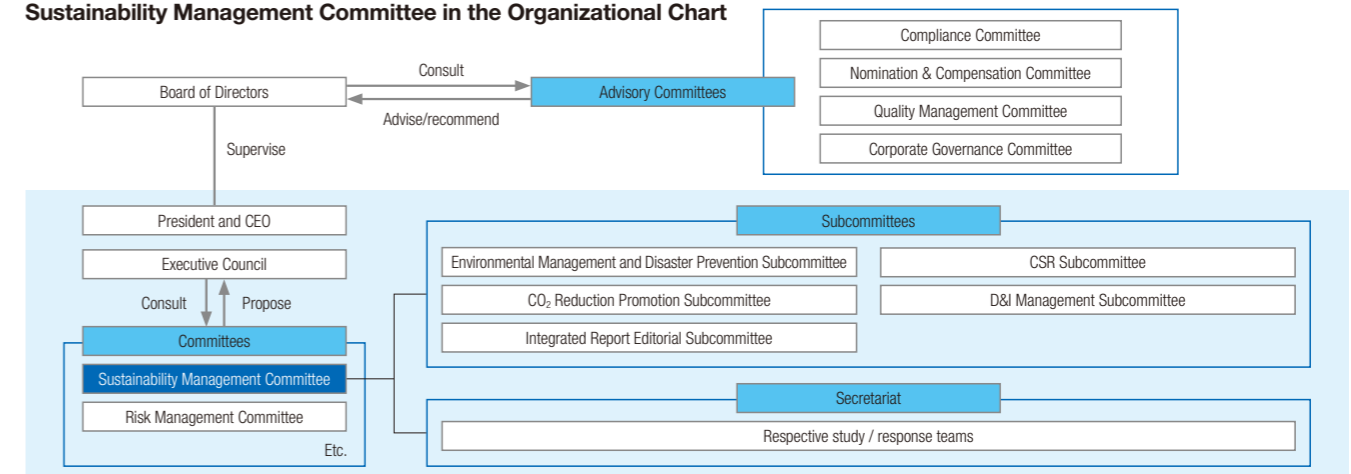 Sustainability Management Committee in the Organizational Chart
Board of Directors
Consult
Advise/recommend
Advisory Committees
Compliance Committee
Nomination & Compensation Committee
Quality Management Committee
Corporate Governance Committee
Supervise
President and CEO
Executive Council
Consult
Propose
Committees
Sustainability Management Committee
Risk Management Committee
Etc.
Subcommittees
Environmental Management and Disaster Prevention Subcommittee
CSR Subcommittee
CO₂ Reduction Promotion Subcommittee
D&I Management Subcommittee
Integrated Report Editorial Subcommittee
Secretariat
Respective study / response teams